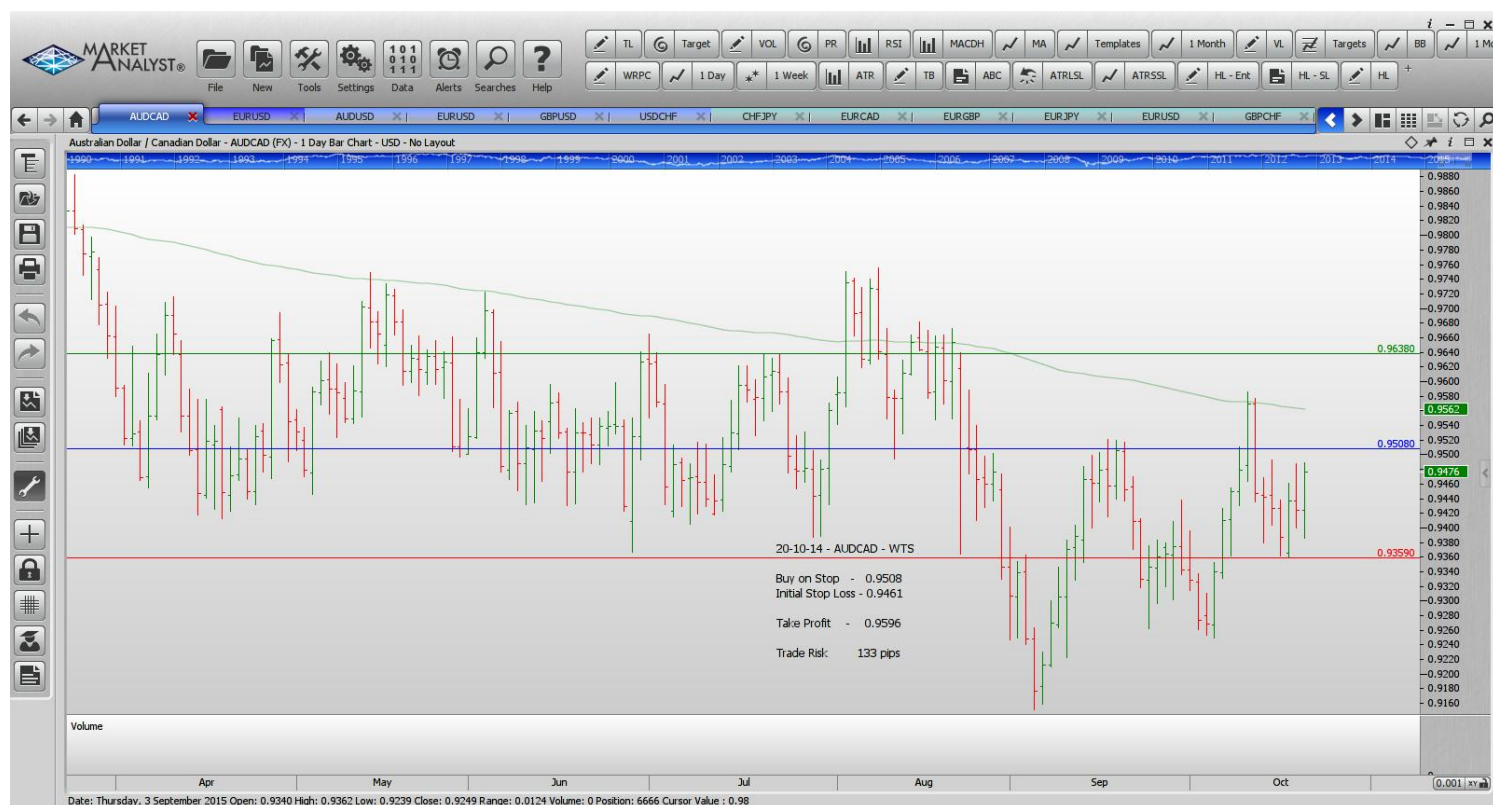 MARKET
ANALYST®
File New Tools Settings Data Alerts Searches Help
TL Target VOL PR RSI MACDH MA Templates 1 Month VL Targets BB
WRPC 1 Day 1 Week ATR TB ABC ATRLSL ATRSSL HL - Ent HL - SL HL +
AUDCAD EURUSD AUDUSD EURUSD GBPUSD USDCHF CHFJPY EURCAD EURGBP EURJPY EURUSD GBPCHF
Australian Dollar / Canadian Dollar - AUDCAD (FX) - 1 Day Bar Chart - USD - No Layout
1990 1991 1992 1993 1994 1995 1996 1997 1998 1999 2000 2001 2002 2003 2004 2005 2006 2007 2008 2009 2010 2011 2012 2013 2014 2015
0.9880
0.9860
0.9840
0.9820
0.9800
0.9780
0.9760
0.9740
0.9720
0.9700
0.9680
0.9660
0.96380
0.9640
0.9620
0.9600
0.9580
0.9562
0.9540
0.9520
0.95080
0.9500
0.9476
0.9460
0.9440
0.9420
0.9400
0.9380
0.93590
0.9360
0.9340
0.9320
0.9300
0.9280
0.9260
0.9240
0.9220
0.9200
0.9180
0.9160
20-10-14 - AUDCAD - WTS
Buy on Stop - 0.9508
Initial Stop Loss - 0.9461
Take Profit - 0.9596
Trade Risk 133 pips
Volume
0
Apr May Jun Jul Aug Sep Oct
0.001 XY
Date: Thursday, 3 September 2015 Open: 0.9340 High: 0.9362 Low: 0.9239 Close: 0.9249 Range: 0.0124 Volume: 0 Position: 6666 Cursor Value : 0.98